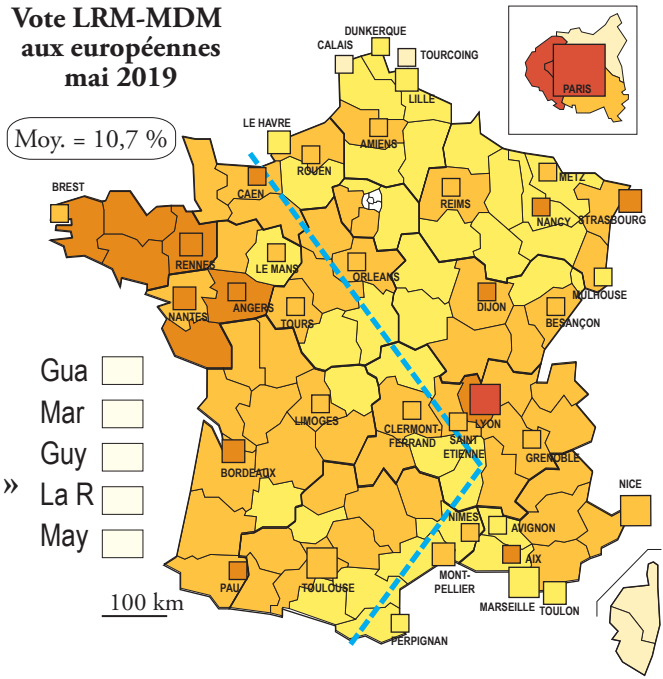 Vote LRM-MDM
aux européennes
mai 2019
Moy. = 10,7 %
DUNKERQUE
CALAIS
TOURCOING
LILLE
PARIS
LE HAVRE
AMIENS
ROUEN
BREST
CAEN
REIMS
METZ
NANCY
STRASBOURG
RENNES
LE MANS
ORLEANS
NANTES
ANGERS
TOURS
DIJON
MULHOUSE
BESANÇON
Gua
Mar
Guy
» La R
May
LIMOGES
CLERMONT-
FERRAND
SAINT
ETIENNE
LYON
GRENOBLE
BORDEAUX
NICE
NIMES
AVIGNON
AIX
PAU
TOULOUSE
MONT-
PELLIER
MARSEILLE
TOULON
PERPIGNAN
100 km